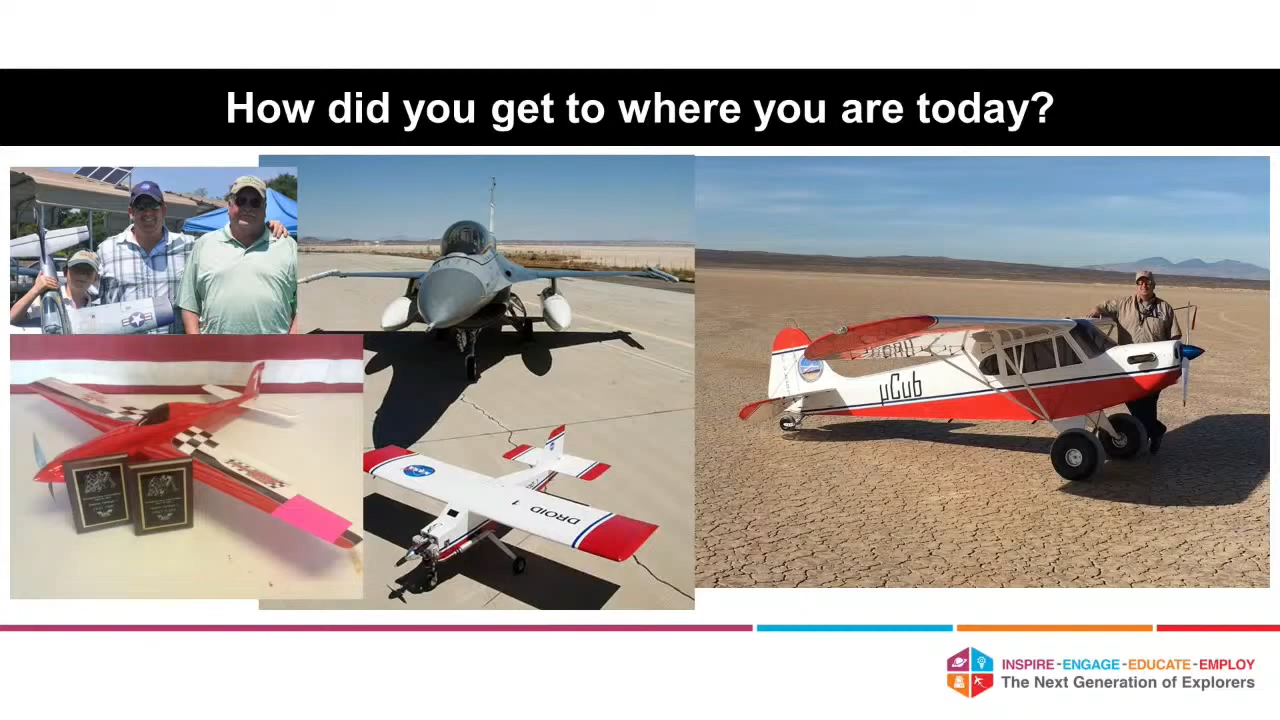 How did you get to where you are today?
NASA
DROID 1
µCub
INSPIRE - ENGAGE - EDUCATE - EMPLOY
The Next Generation of Explorers